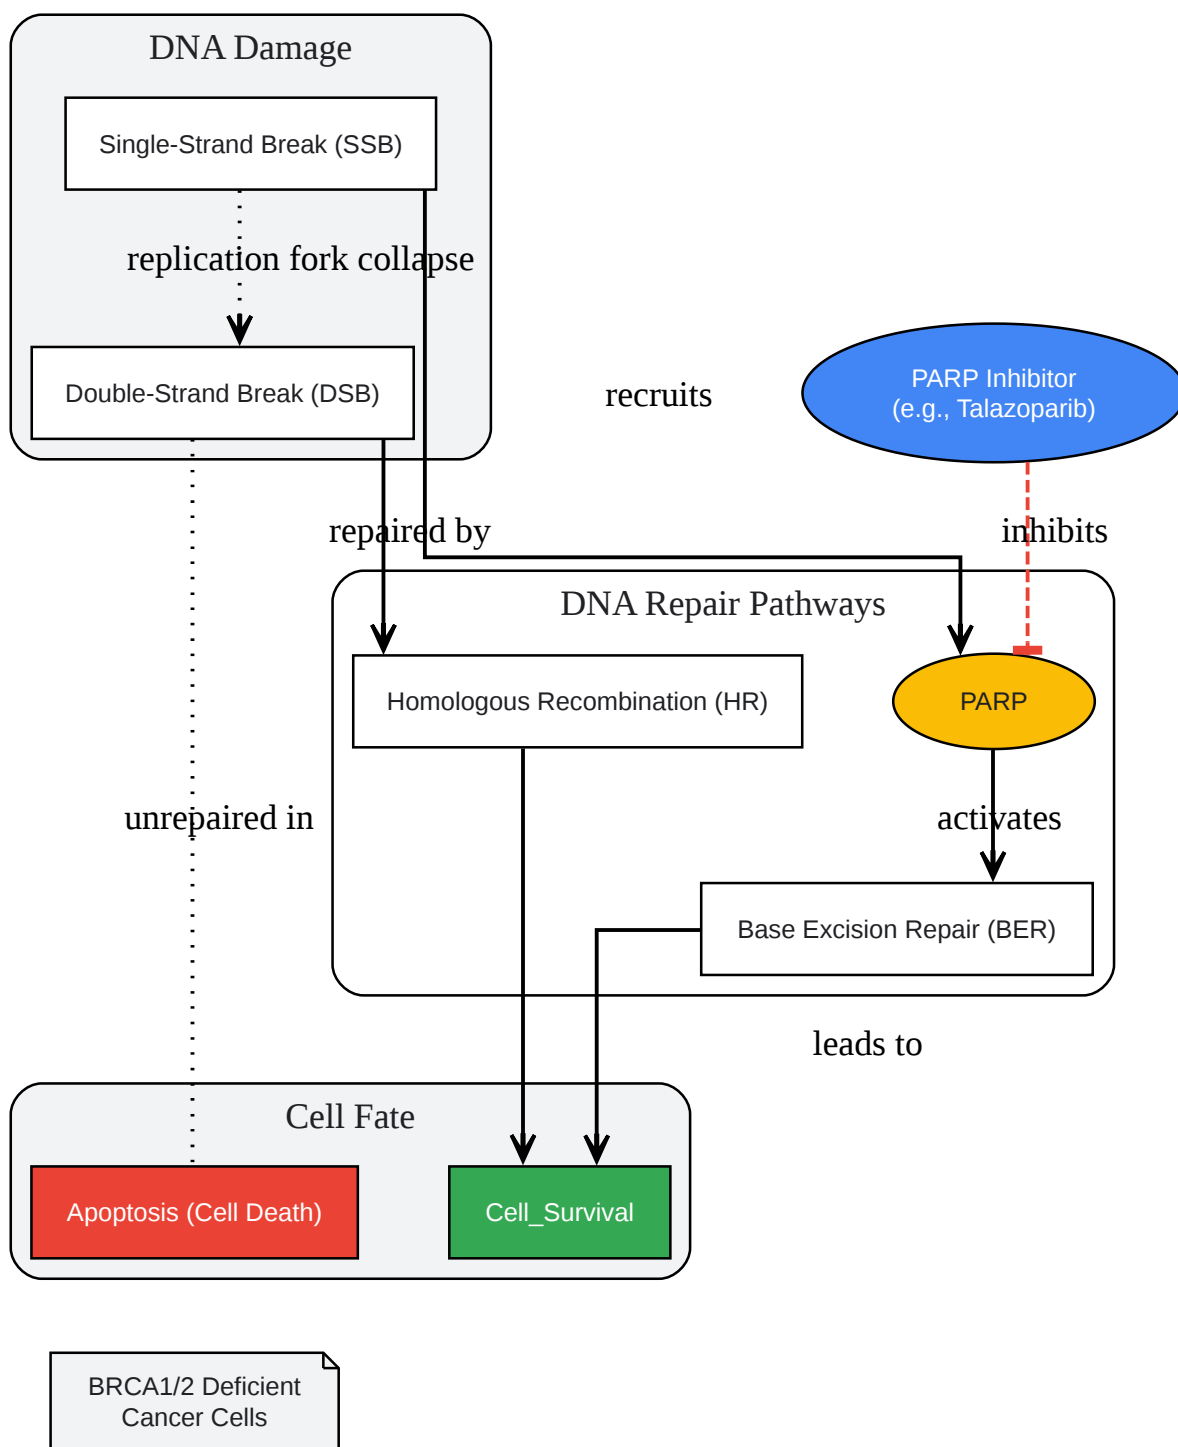 DNA Damage
Single-Strand Break (SSB)
replication fork collapse
Double-Strand Break (DSB)
recruits
PARP Inhibitor
(e.g., Talazoparib)
repaired by
inhibits
DNA Repair Pathways
Homologous Recombination (HR)
PARP
unrepaired in
activates
Base Excision Repair (BER)
leads to
Cell Fate
Apoptosis (Cell Death)
Cell_Survival
BRCA1/2 Deficient
Cancer Cells